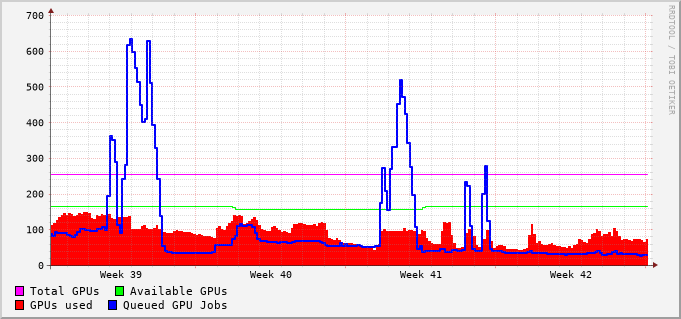 700
600
500
400
300
200
100
0
Week 39 Week 40 Week 41 Week 42
Total GPUs Available GPUs
GPUs used Queued GPU Jobs
RRDTOOL / TOBI OETIKER